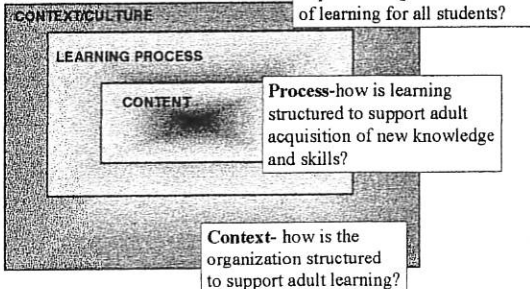 of learning for all students?
CONTEXT/CULTURE
LEARNING PROCESS
CONTENT
Process-how is learning
structured to support adult
acquisition of new knowledge
and skills?
Context- how is the
organization structured
to support adult learning?